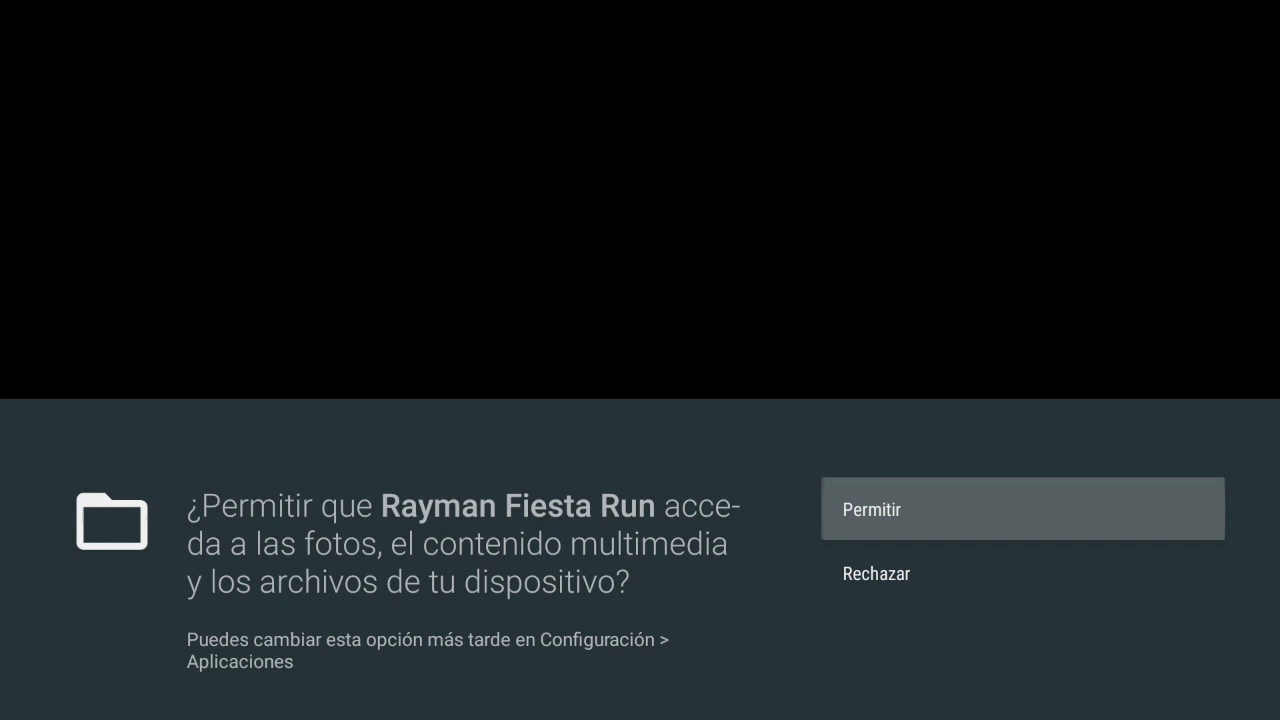 ¿Permitir que Rayman Fiesta Run acce-
da a las fotos, el contenido multimedia
y los archivos de tu dispositivo?
Puedes cambiar esta opción más tarde en Configuración >
Aplicaciones
Permitir
Rechazar